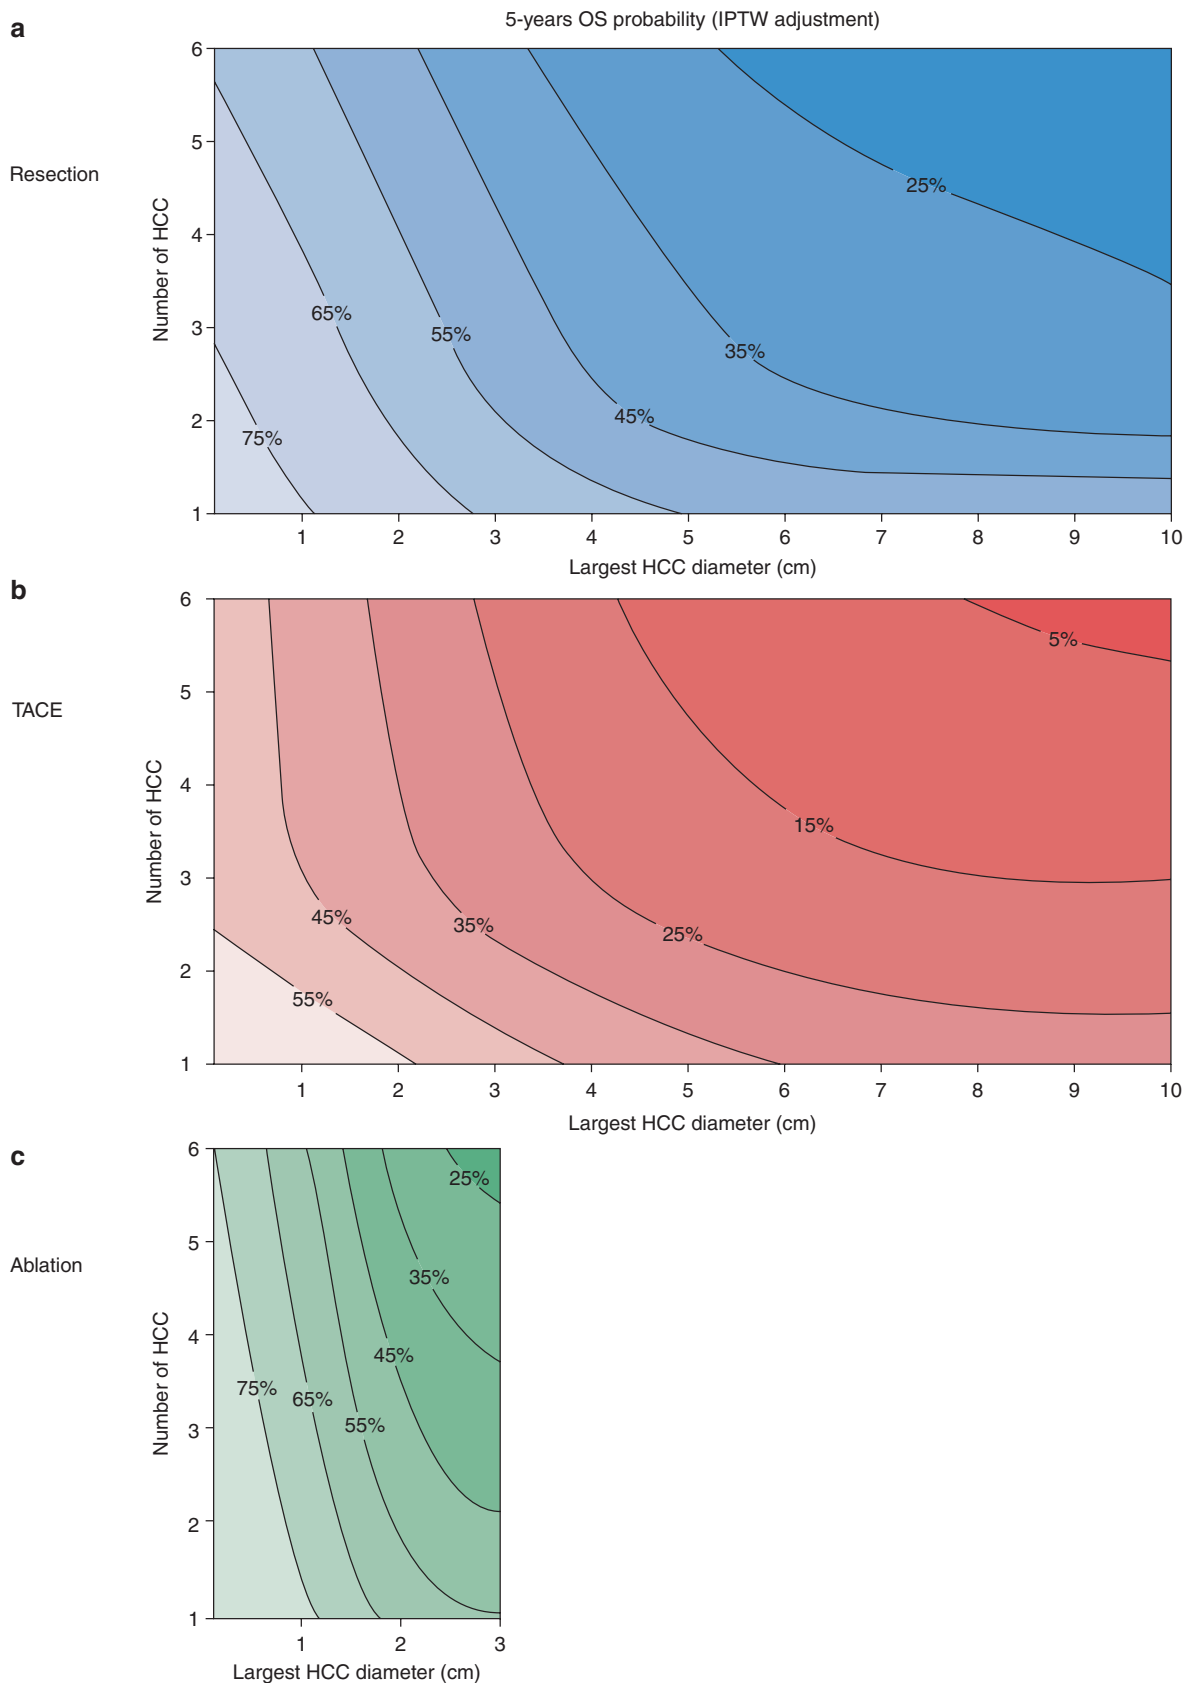 a
5-years OS probability (IPTW adjustment)
Resection
Number of HCC
6
5
4
3
2
1
75%
65%
55%
45%
35%
25%
1 2 3 4 5 6 7 8 9 10
Largest HCC diameter (cm)
b
TACE
Number of HCC
6
5
4
3
2
1
55%
45%
35%
25%
15%
5%
1 2 3 4 5 6 7 8 9 10
Largest HCC diameter (cm)
c
Ablation
Number of HCC
6
5
4
3
2
1
75%
65%
55%
45%
35%
25%
1 2 3
Largest HCC diameter (cm)